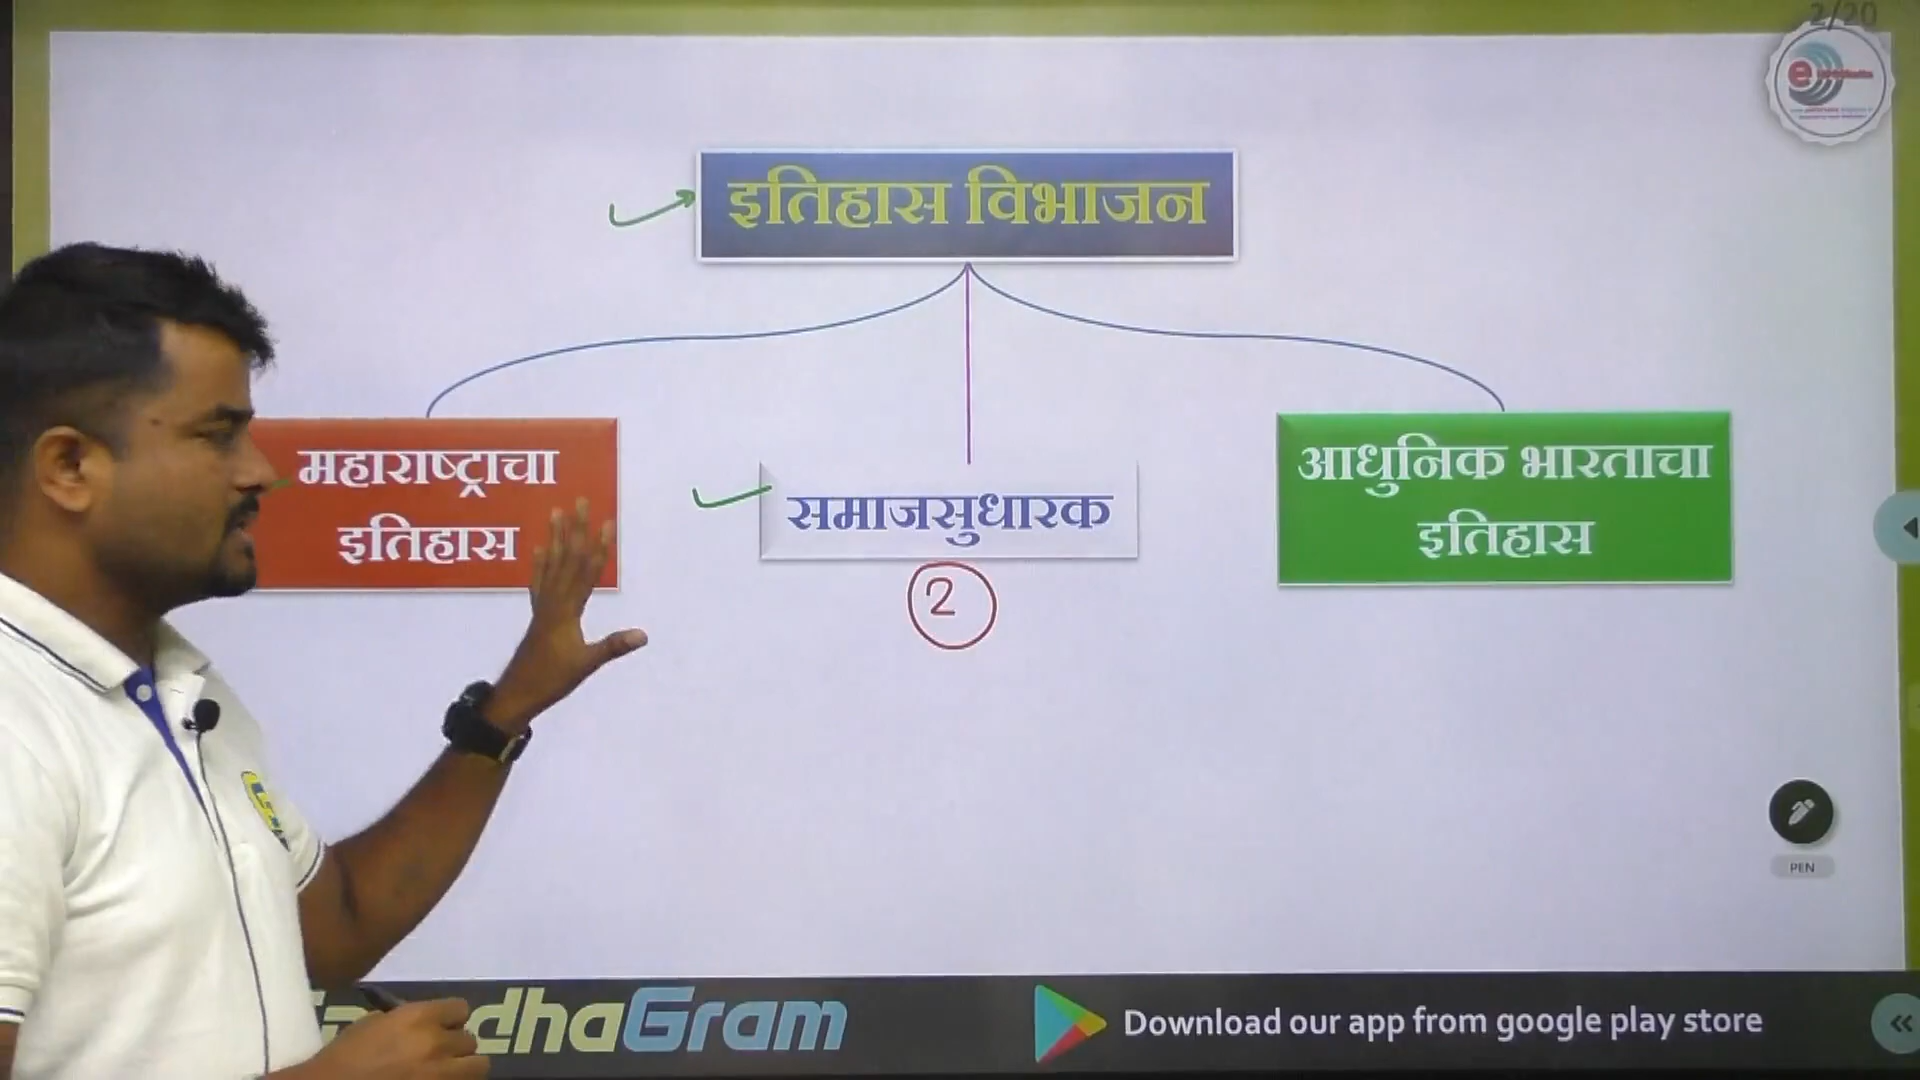 2/20
इतिहास विभाजन
महाराष्ट्राचा
इतिहास
समाजसुधारक
2
आधुनिक भारताचा
इतिहास
PEN
dhaGram
Download our app from google play store